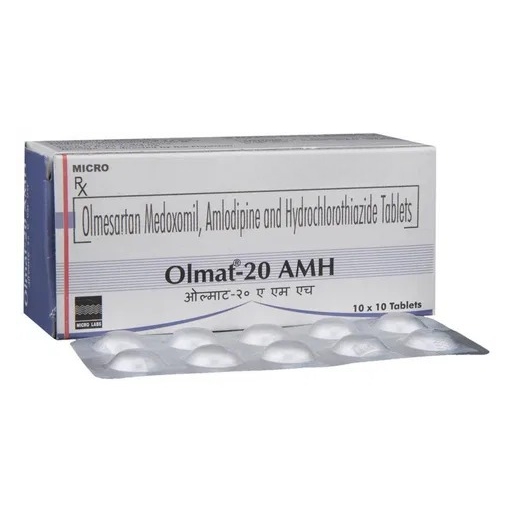 MICRO
Rx
Olmesartan Medoxomil, Amlodipine and Hydrochlorothiazide Tablets
Olmat®-20 AMH
ओल्माट-२० ए एम एच
10 x 10 Tablets
MICRO LABS